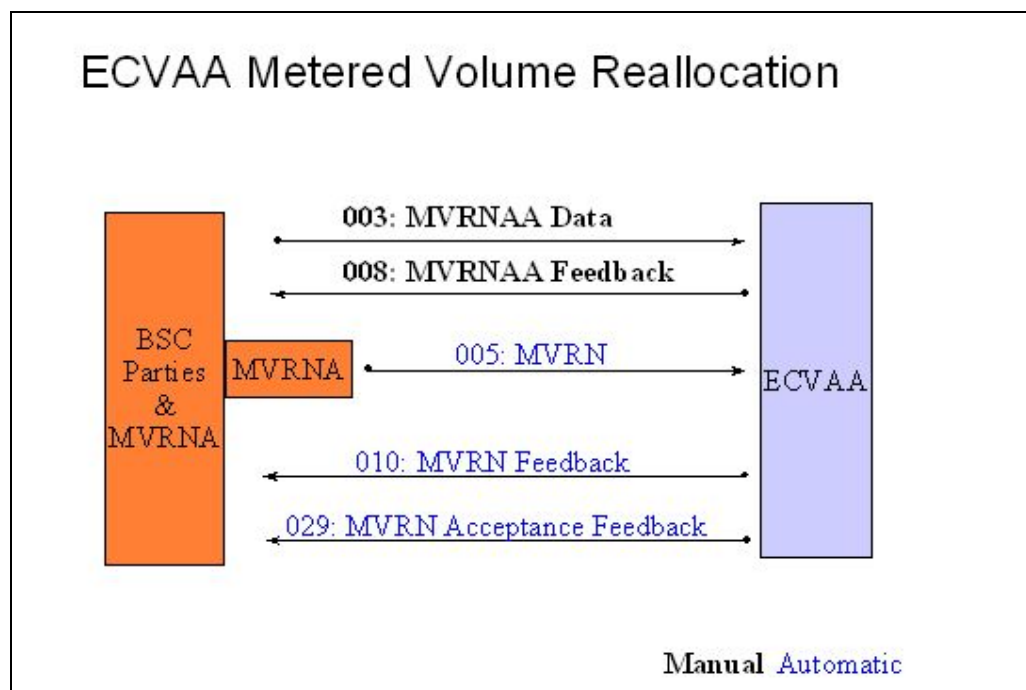 ECVAA Metered Volume Reallocation
003: MVRNAA Data
008: MVRNAA Feedback
BSC
Parties
&
MVRNA
MVRNA
005: MVRN
ECVAA
010: MVRN Feedback
029: MVRN Acceptance Feedback
Manual Automatic